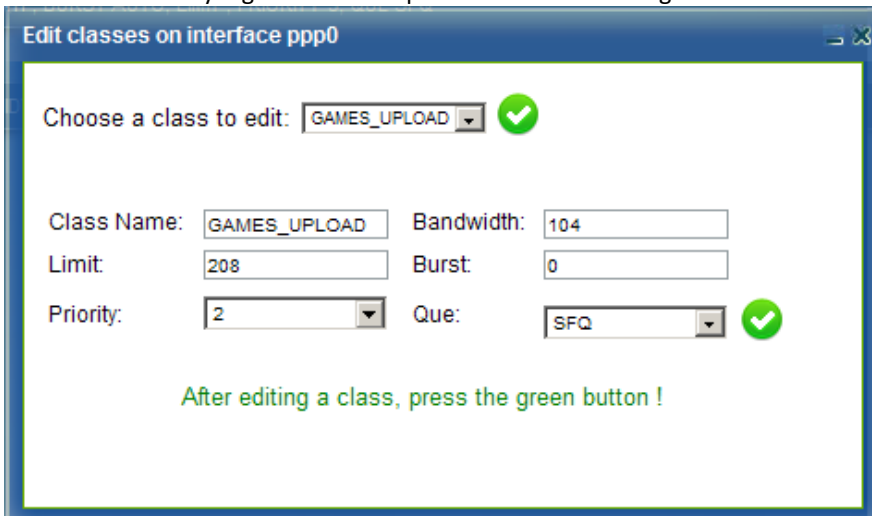 Edit classes on interface ppp0
Choose a class to edit: GAMES_UPLOAD
Class Name: GAMES_UPLOAD Bandwidth: 104
Limit: 208 Burst: 0
Priority: 2 Que: SFQ
After editing a class, press the green button !